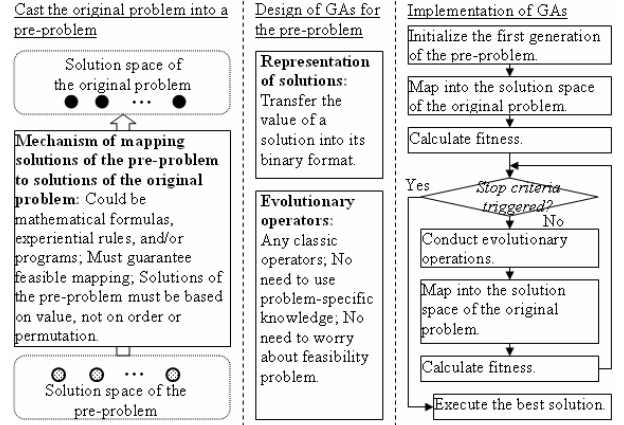 Cast the original problem into a
pre-problem
Solution space of
the original problem
...
Mechanism of mapping
solutions of the pre-problem
to solutions of the original
problem: Could be
mathematical formulas,
experiential rules, and/or
programs; Must guarantee
feasible mapping; Solutions of
the pre-problem must be based
on value, not on order or
permutation.
...
Solution space of the
pre-problem
Design of GAs for
the pre-problem
Representation
of solutions:
Transfer the
value of a
solution into its
binary format.
Evolutionary
operators:
Any classic
operators; No
need to use
problem-specific
knowledge; No
need to worry
about feasibility
problem.
Implementation of GAs
Initialize the first generation
of the pre-problem.
Map into the solution space
of the original problem.
Calculate fitness.
Yes
Stop criteria
triggered?
No
Conduct evolutionary
operations.
Map into the solution
space of the original
problem.
Calculate fitness.
Execute the best solution.